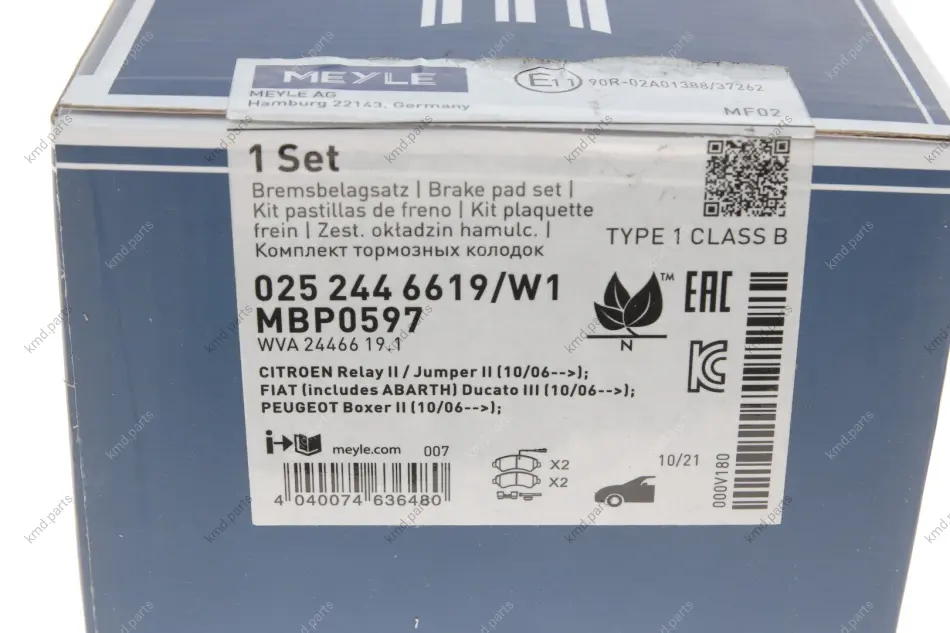 MEYLE
MEYLE AG
Hamburg 22143, Germany
E11 90R-02A01388/37262
MF02
1 Set
Bremsbelagsatz | Brake pad set |
Kit pastillas de freno | Kit plaquette
frein | Zest. okładzin hamulc. |
Комплект тормозных колодок
TYPE 1 CLASS B
025 244 6619/W1
MBP0597
WVA 24466 19.1
TM
N
EAC
KC
CITROEN Relay II / Jumper II (10/06-->);
FIAT (includes ABARTH) Ducato III (10/06-->);
PEUGEOT Boxer II (10/06-->);
i
meyle.com 007
4 040074 636480
X2
X2
10/21
000V180
kmd.parts